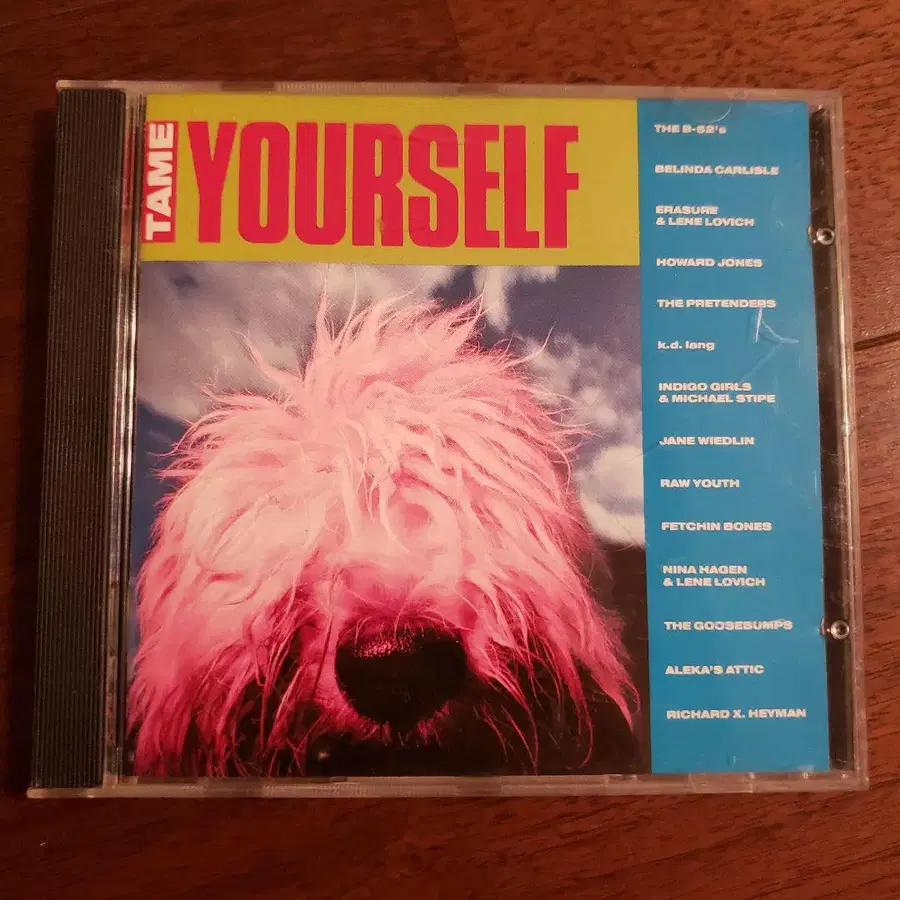 TAME
YOURSELF
THE B-52's
BELINDA CARLISLE
ERASURE
& LENE LOVICH
HOWARD JONES
THE PRETENDERS
k.d. lang
INDIGO GIRLS
& MICHAEL STIPE
JANE WIEDLIN
RAW YOUTH
FETCHIN BONES
NINA HAGEN
& LENE LOVICH
THE GOOSEBUMPS
ALEKA'S ATTIC
RICHARD X. HEYMAN